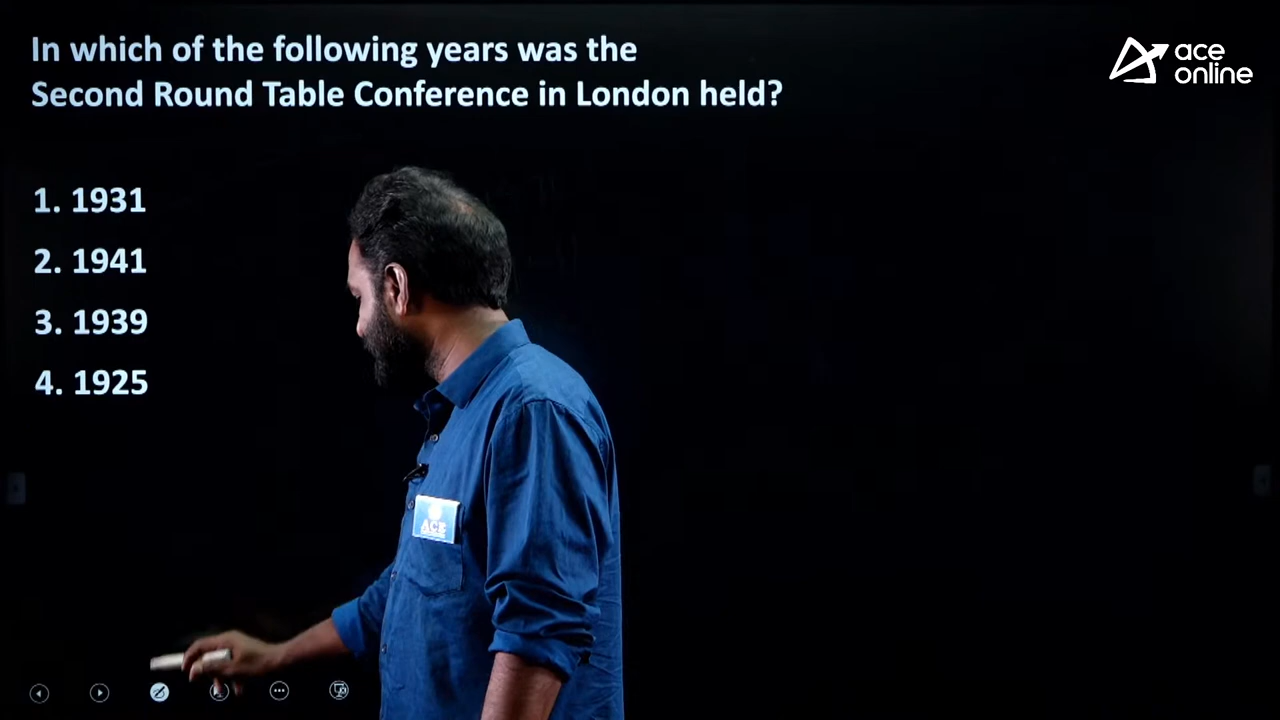 In which of the following years was the
Second Round Table Conference in London held?
ace
online
1. 1931
2. 1941
3. 1939
4. 1925
ACE